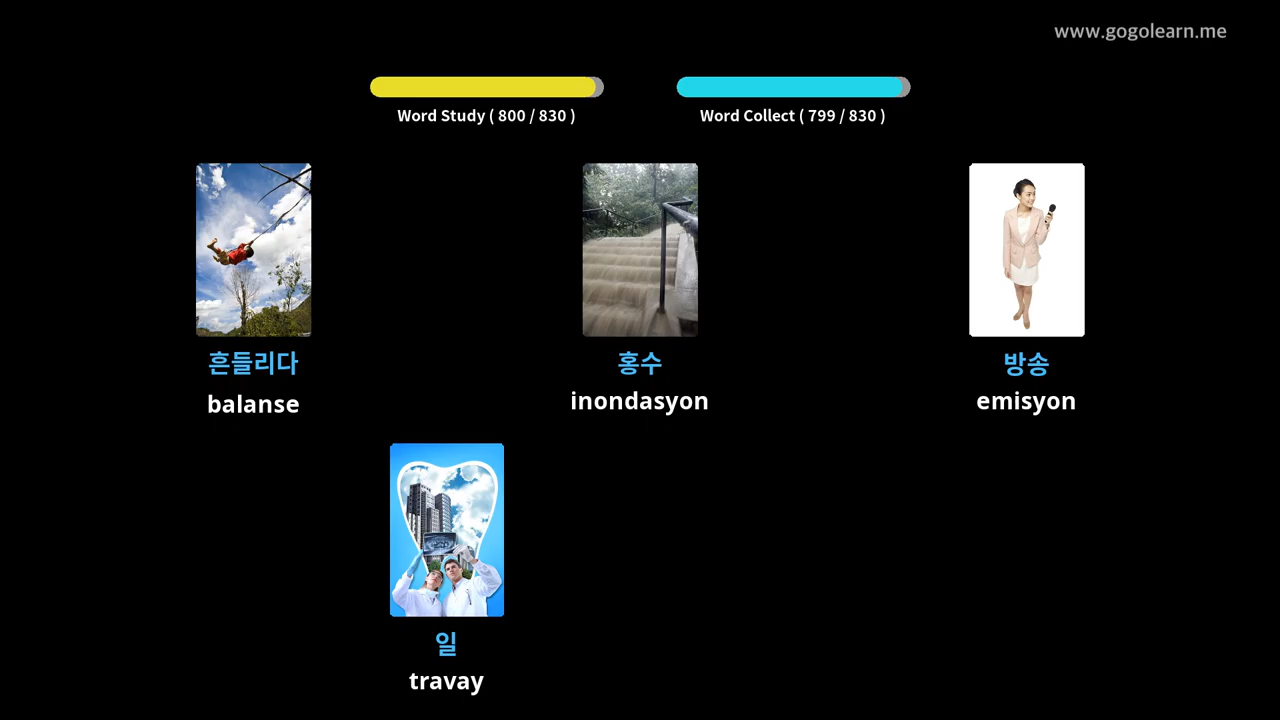 www.gogolearn.me
Word Study ( 800 / 830 )
Word Collect ( 799 / 830 )
흔들리다
balanse
홍수
inondasyon
방송
emisyon
일
travay